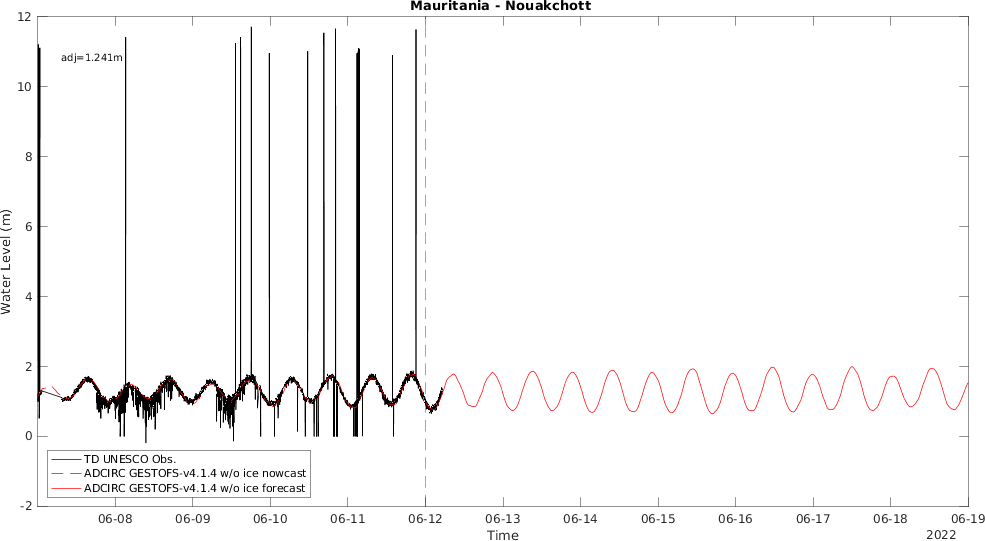 Mauritania - Nouakchott
12
10
8
6
4
2
0
-2
Water Level (m)
adj=1.241m
TD UNESCO Obs.
ADCIRC GESTOFS-v4.1.4 w/o ice nowcast
ADCIRC GESTOFS-v4.1.4 w/o ice forecast
06-08 06-09 06-10 06-11 06-12 06-13 06-14 06-15 06-16 06-17 06-18 06-19
Time
2022